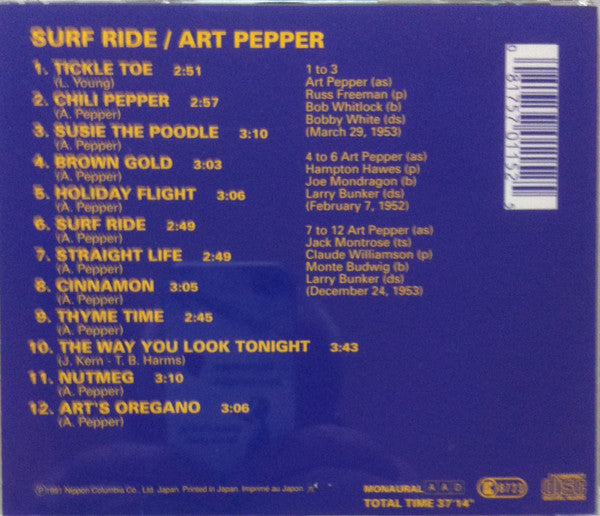 SURF RIDE / ART PEPPER
1. TICKLE TOE 2:51
(L. Young)
2. CHILI PEPPER 2:57
(A. Pepper)
3. SUSIE THE POODLE 3:10
(A. Pepper)
4. BROWN GOLD 3:03
(A. Pepper)
5. HOLIDAY FLIGHT 3:06
(A. Pepper)
6. SURF RIDE 2:49
(A. Pepper)
7. STRAIGHT LIFE 2:49
(A. Pepper)
8. CINNAMON 3:05
(A. Pepper)
9. THYME TIME 2:45
(A. Pepper)
10. THE WAY YOU LOOK TONIGHT 3:43
(J. Kern - T. B. Harms)
11. NUTMEG 3:10
(A. Pepper)
12. ART'S OREGANO 3:06
(A. Pepper)
1 to 3
Art Pepper (as)
Russ Freeman (p)
Bob Whitlock (b)
Bobby White (ds)
(March 29, 1953)
4 to 6 Art Pepper (as)
Hampton Hawes (p)
Joe Mondragon (b)
Larry Bunker (ds)
(February 7, 1952)
7 to 12 Art Pepper (as)
Jack Montrose (ts)
Claude Williamson (p)
Monte Budwig (b)
Larry Bunker (ds)
(December 24, 1953)
0 81757 01152 9
Nippon Columbia Co., Ltd. Japan. Printed in Japan. Imprimé au Japon.
MONAURAL A A D
TOTAL TIME 37'14"